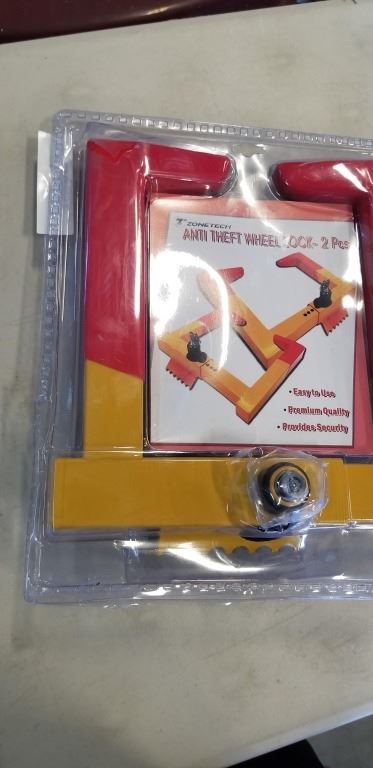 ZONETECH
ANTI THEFT WHEEL LOCK- 2 Pcs
• Easy to Use
• Premium Quality
• Provides Security